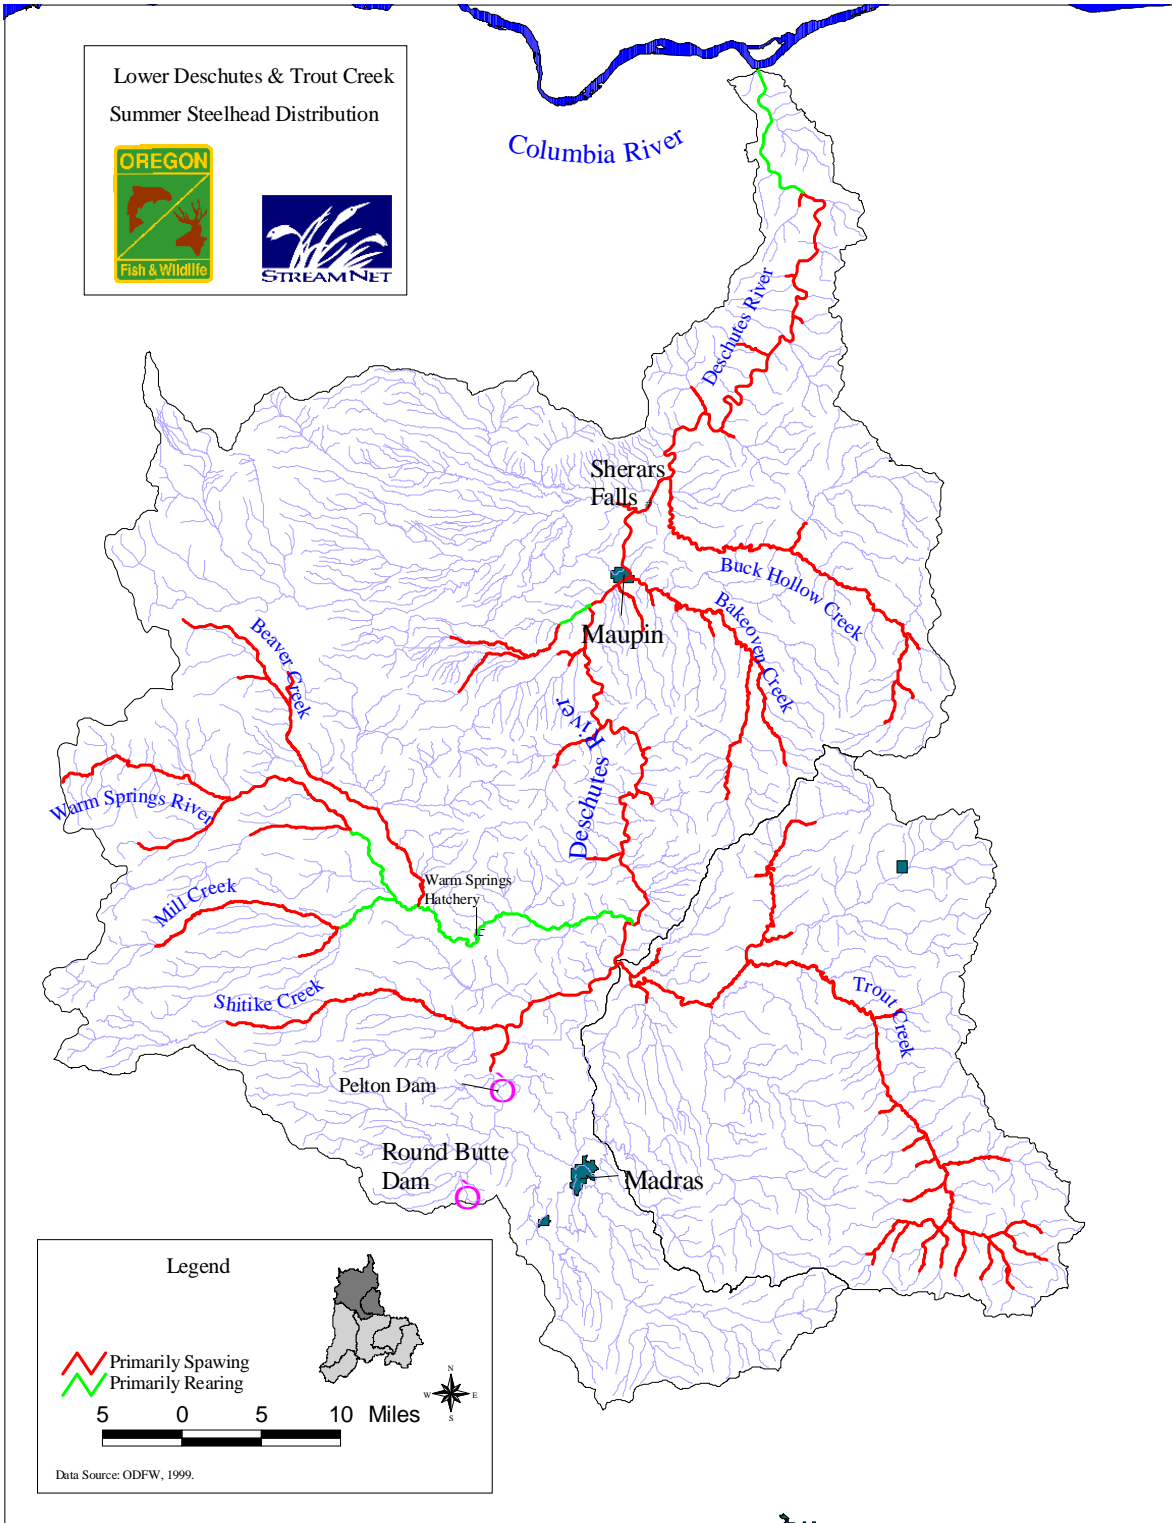 Lower Deschutes & Trout Creek
Summer Steelhead Distribution
OREGON
Fish & Wildlife
STREAMNET
Columbia River
Deschutes River
Sherars
Falls
Buck Hollow Creek
Bakeoven Creek
Maupin
Beaver Creek
Deschutes River
Warm Springs River
Warm Springs
Hatchery
Mill Creek
Shitike Creek
Trout Creek
Pelton Dam
Round Butte
Dam
Madras
Legend
Primarily Spawing
Primarily Rearing
N
W E
S
5 0 5 10 Miles
Data Source: ODFW, 1999.